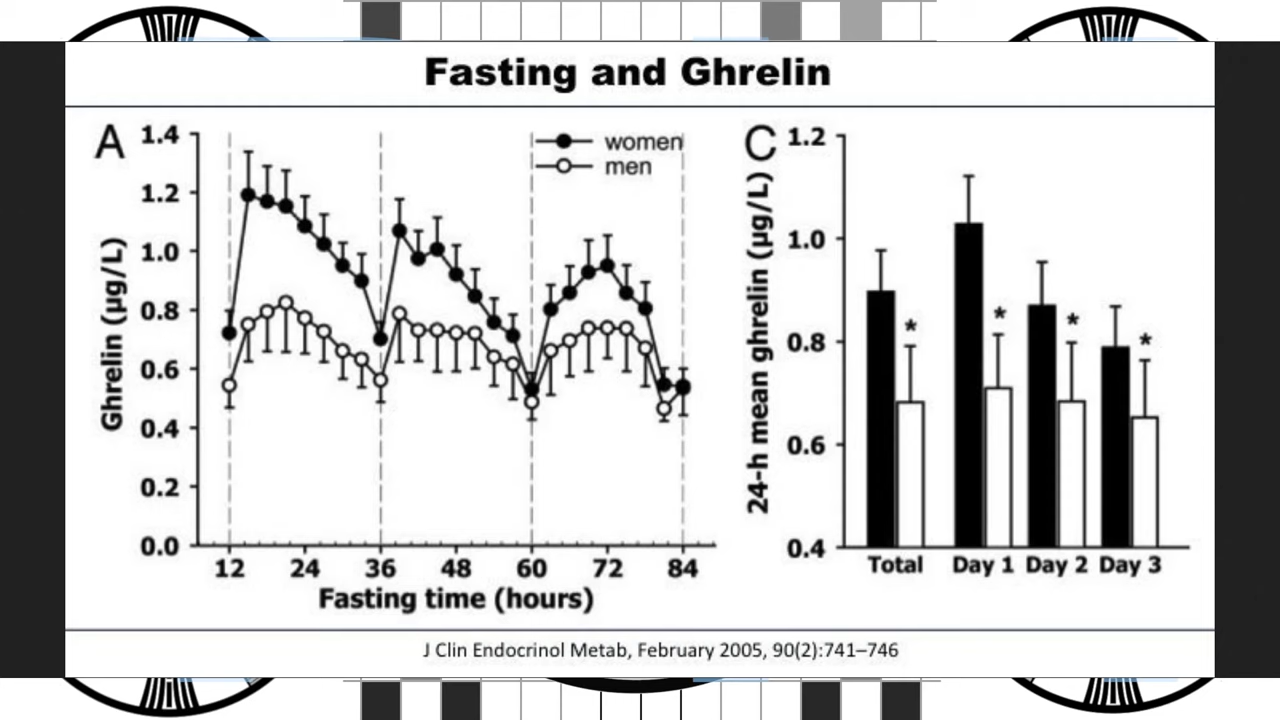 Fasting and Ghrelin
A
1.4
1.2
1.0
0.8
0.6
0.4
0.2
0.0
Ghrelin (µg/L)
women
men
12 24 36 48 60 72 84
Fasting time (hours)
C
1.2
1.0
0.8
0.6
0.4
24-h mean ghrelin (µg/L)
* * * *
Total Day 1 Day 2 Day 3
J Clin Endocrinol Metab, February 2005, 90(2):741–746